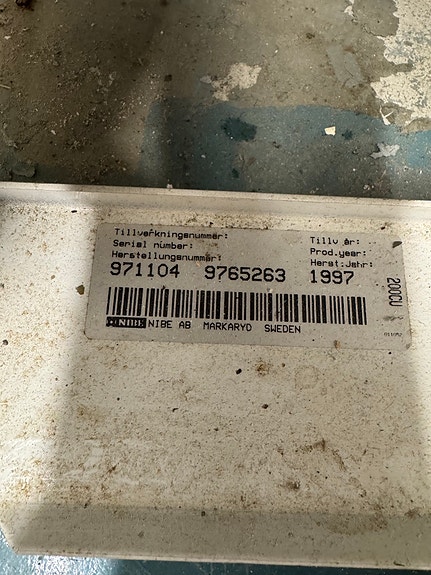 Tillverkningsnummer:
Serial number:
Herstellungsnummer:
971104 9765263
Tillv år:
Prod.year:
Herst.Jahr:
1997
200CU
NIBE NIBE AB MARKARYD SWEDEN